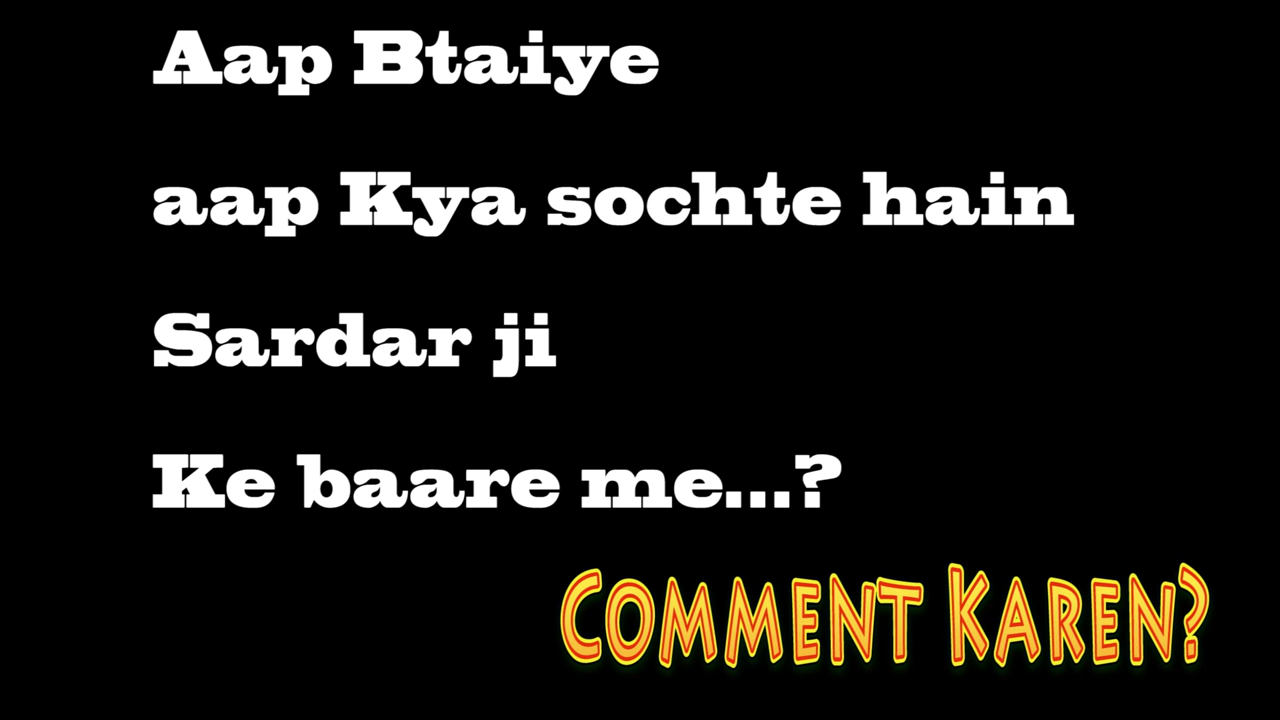 Aap Btaiye
aap Kya sochte hain
Sardar ji
Ke baare me...?
COMMENT KAREN?